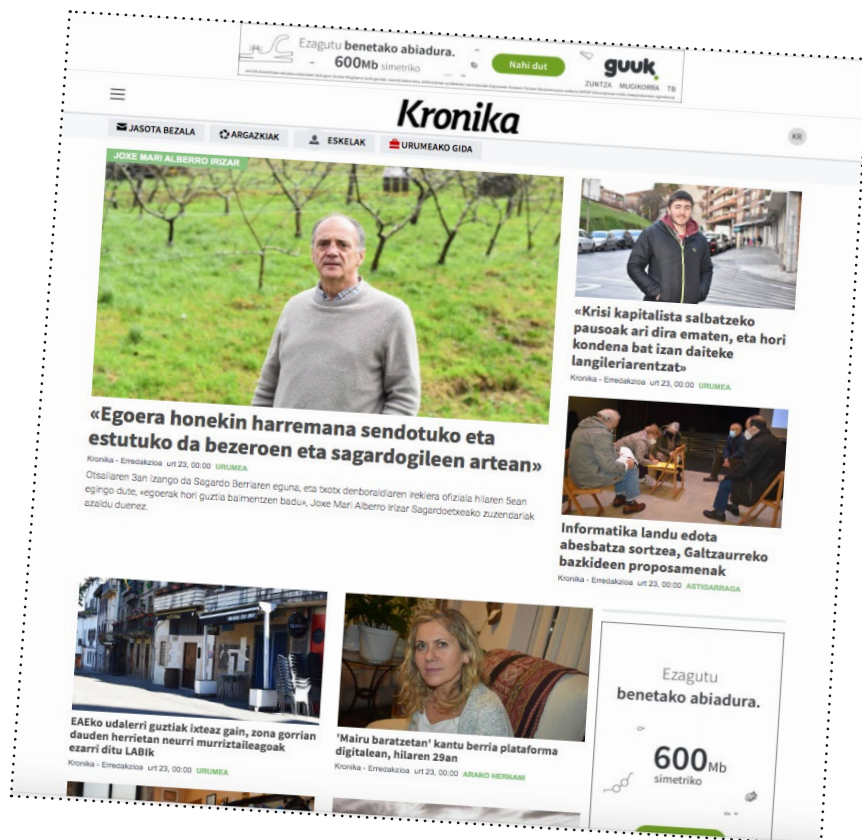 Ezagutu benetako abiadura.
600Mb simetriko
Nahi dut
guuk
ZUNTZA MUGIKORRA TB
Kronika
KR
JASOTA BEZALA
ARGAZKIAK
ESKELAK
URUMEAKO GIDA
JOXE MARI ALBERRO IRIZAR
«Egoera honekin harremana sendotuko eta
estutuko da bezeroen eta sagardogileen artean»
Kronika - Erredakzioa urt 23, 00:00 URUMEA
Otsailaren 3an izango da Sagardo Berriaren eguna, eta txotx denboraldiaren irekiera ofiziala hilaren 5ean
egingo dute, «egoerak hori guztia baimentzen badu», Joxe Mari Alberro Irizar Sagardoetxeako zuzendariak
azaldu duenez.
«Krisi kapitalista salbatzeko
pausoak ari dira ematen, eta hori
kondena bat izan daiteke
langileriarentzat»
Kronika - Erredakzioa urt 23, 00:00 URUMEA
Informatika landu edota
abesbatza sortzea, Galtzaurreko
bazkideen proposamenak
Kronika - Erredakzioa urt 23, 00:00 ASTIGARRAGA
EAEko udalerri guztiak ixteaz gain, zona gorrian
dauden herrietan neurri murriztaileagoak
ezarri ditu LABIk
Kronika - Erredakzioa urt 23, 00:00 URUMEA
'Mairu baratzetan' kantu berria plataforma
digitalean, hilaren 29an
Kronika - Erredakzioa urt 23, 00:00 ARANO HERNANI
Ezagutu
benetako abiadura.
600Mb
simetriko